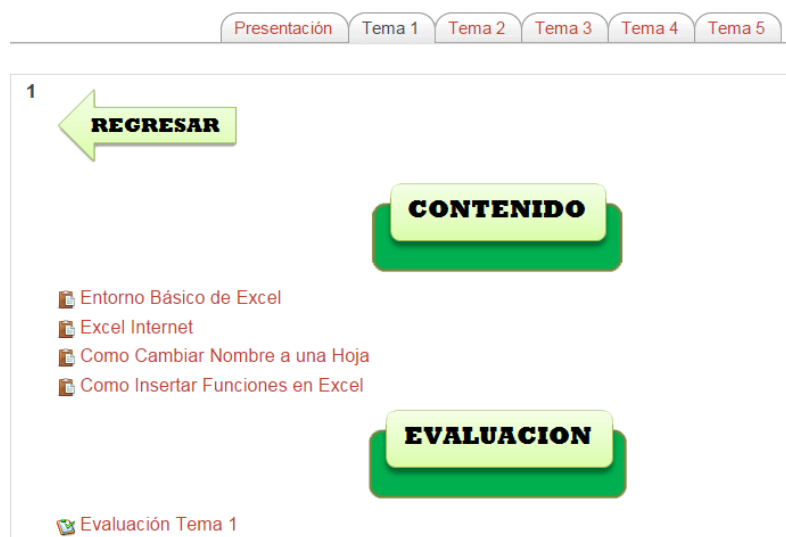 Presentación Tema 1 Tema 2 Tema 3 Tema 4 Tema 5
1
REGRESAR
CONTENIDO
Entorno Básico de Excel
Excel Internet
Como Cambiar Nombre a una Hoja
Como Insertar Funciones en Excel
EVALUACION
Evaluación Tema 1